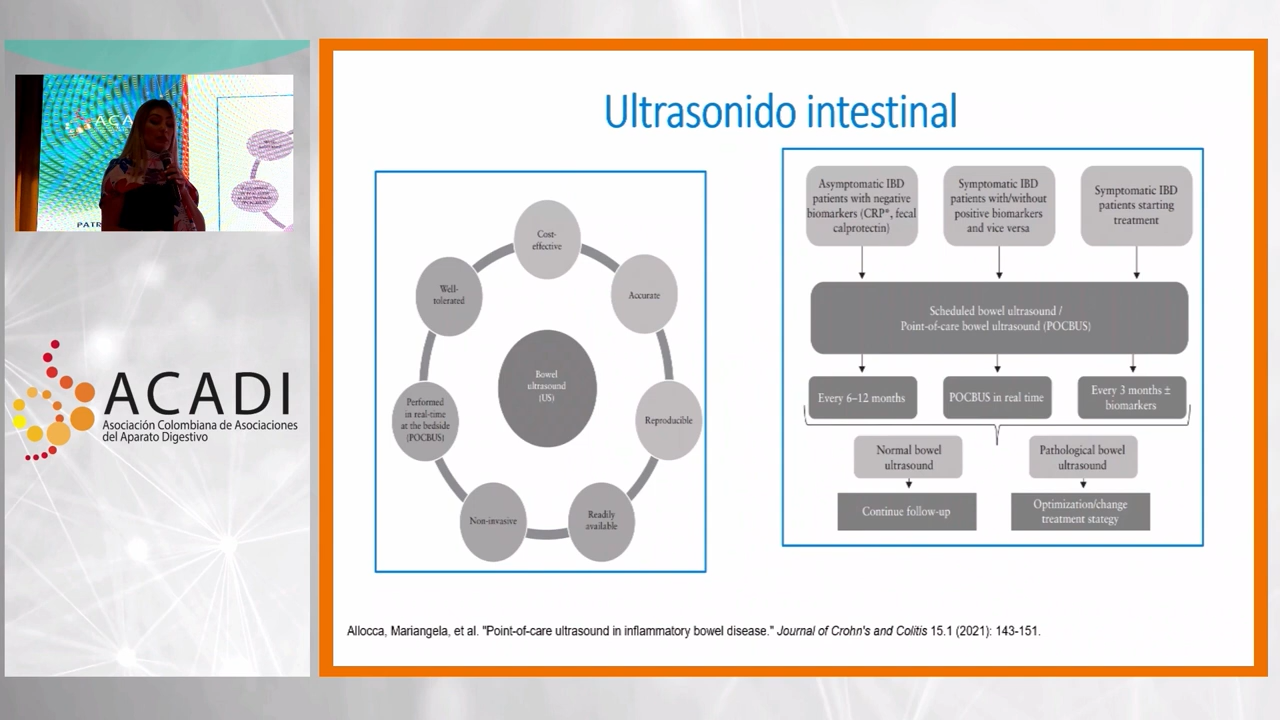 ACA
PATR
ACADI
Asociación Colombiana de Asociaciones
del Aparato Digestivo
Ultrasonido intestinal
Cost-
effective
Well-
tolerated
Accurate
Bowel
ultrasound
(US)
Performed
in real-time
at the bedside
(POCBUS)
Reproducible
Non-invasive
Readily
available
Asymptomatic IBD
patients with negative
biomarkers (CRP*, fecal
calprotectin)
Symptomatic IBD
patients with/without
positive biomarkers
and vice versa
Symptomatic IBD
patients starting
treatment
Scheduled bowel ultrasound /
Point-of-care bowel ultrasound (POCBUS)
Every 6–12 months
POCBUS in real time
Every 3 months ±
biomarkers
Normal bowel
ultrasound
Pathological bowel
ultrasound
Continue follow-up
Optimization/change
treatment stategy
Allocca, Mariangela, et al. "Point-of-care ultrasound in inflammatory bowel disease." Journal of Crohn's and Colitis 15.1 (2021): 143-151.